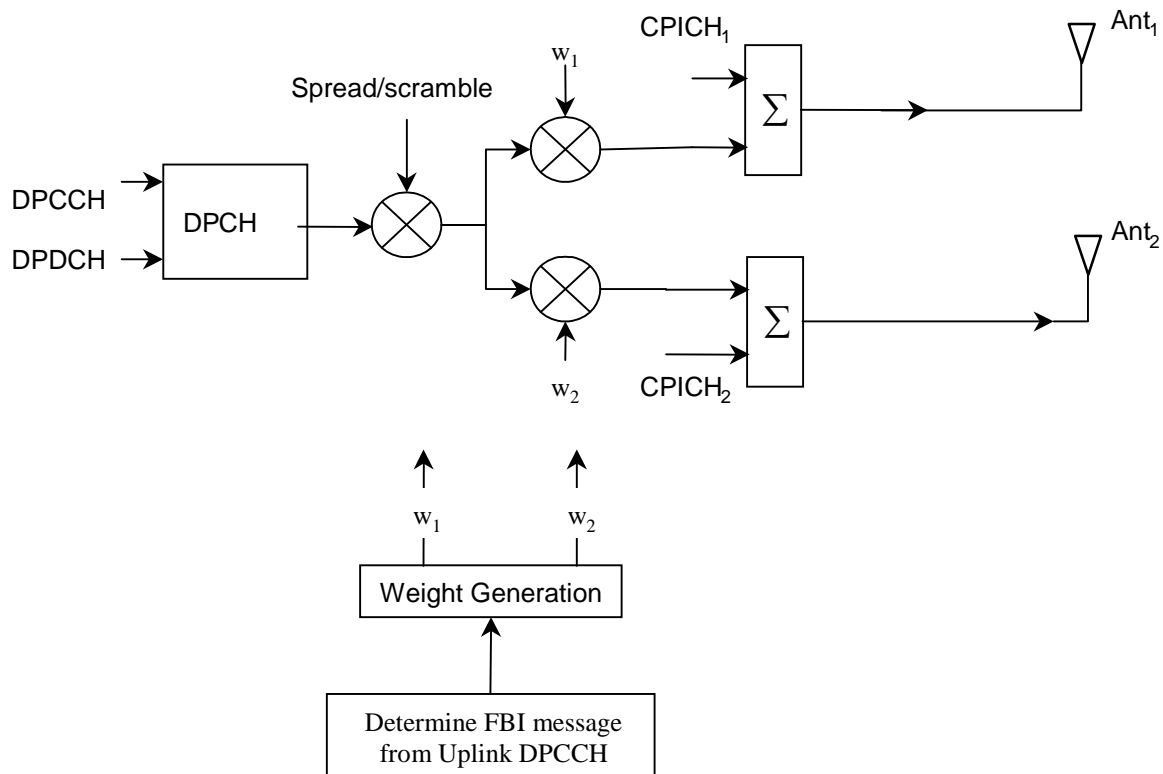 Ant1
CPICH1
w1
Spread/scramble
Σ
DPCCH
DPCH
DPDCH
Ant2
Σ
w2
CPICH2
w1
w2
Weight Generation
Determine FBI message
from Uplink DPCCH